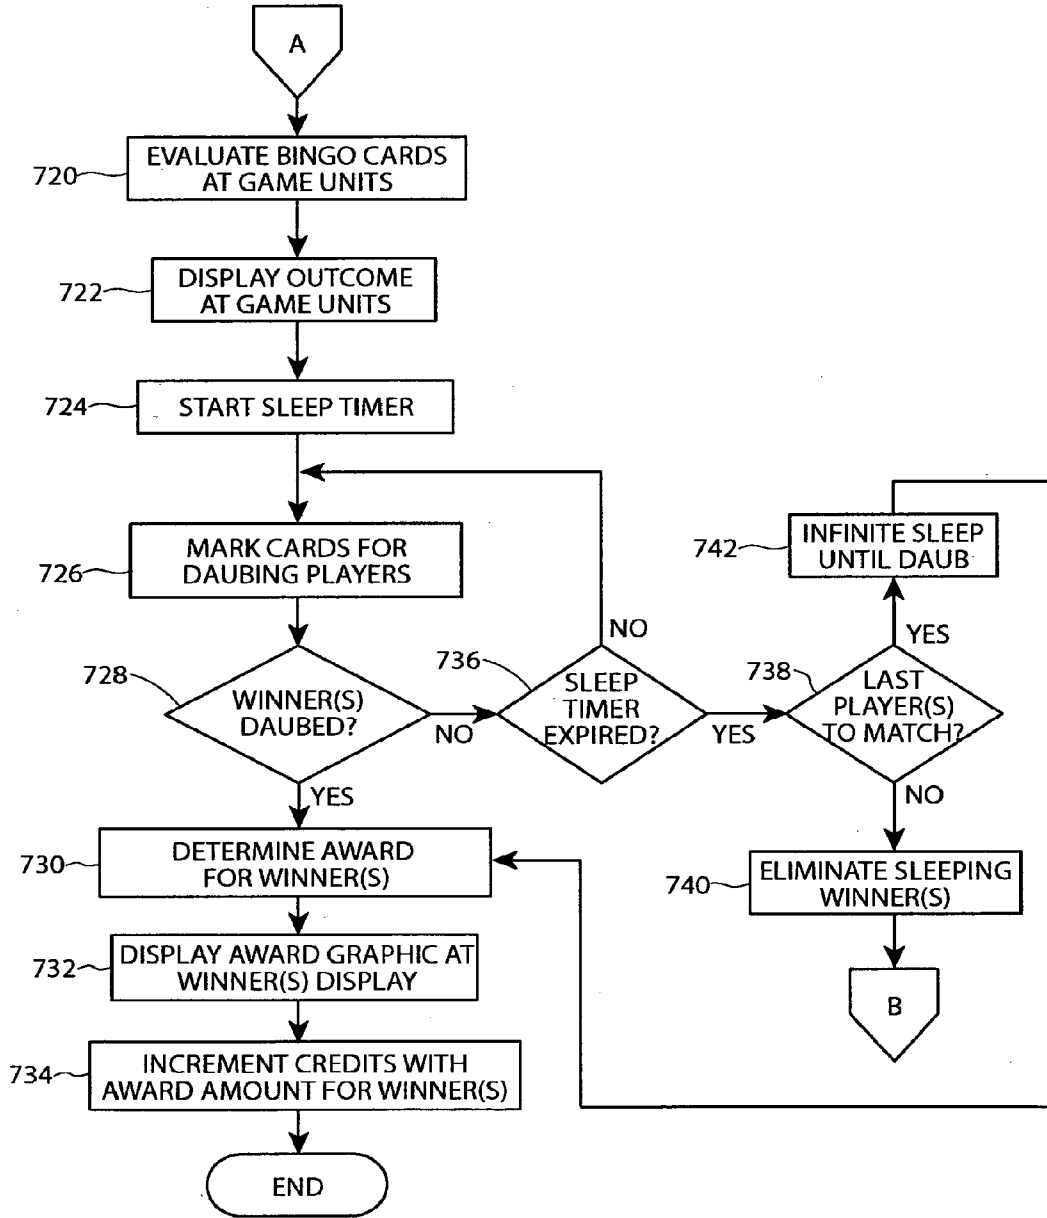 A
720
EVALUATE BINGO CARDS
AT GAME UNITS
722
DISPLAY OUTCOME
AT GAME UNITS
724
START SLEEP TIMER
726
MARK CARDS FOR
DAUBING PLAYERS
742
INFINITE SLEEP
UNTIL DAUB
NO
YES
728
WINNER(S)
DAUBED?
NO
736
SLEEP
TIMER
EXPIRED?
YES
738
LAST
PLAYER(S)
TO MATCH?
YES
NO
730
DETERMINE AWARD
FOR WINNER(S)
740
ELIMINATE SLEEPING
WINNER(S)
732
DISPLAY AWARD GRAPHIC AT
WINNER(S) DISPLAY
B
734
INCREMENT CREDITS WITH
AWARD AMOUNT FOR WINNER(S)
END